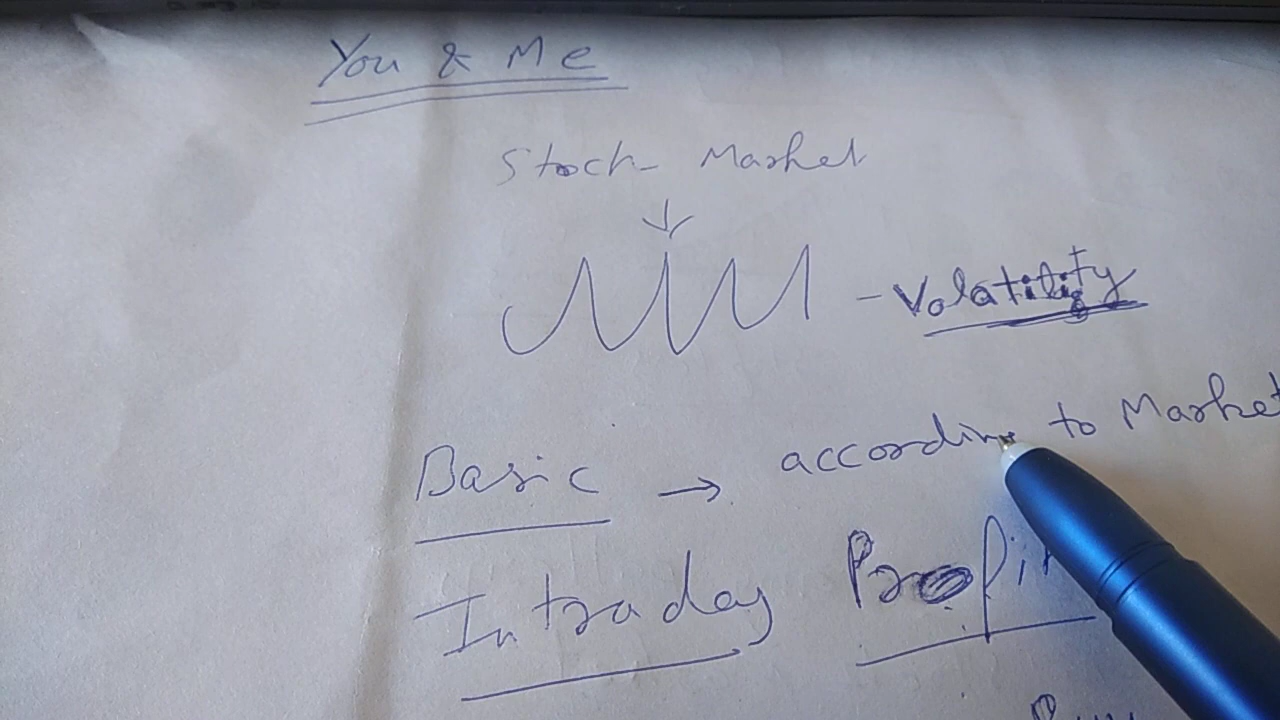 You & Me
Stock Market
- Volatility
Basic → according to Market
Intraday Profit